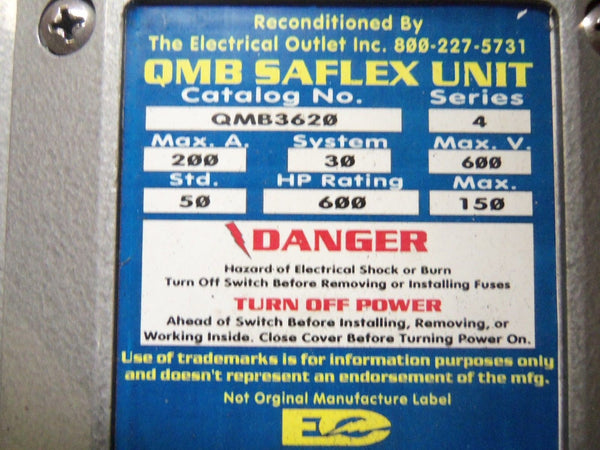 Reconditioned By
The Electrical Outlet Inc. 800-227-5731
QMB SAFLEX UNIT
Catalog No. Series
QMB3620 4
Max. A. System Max. V.
200 30 600
Std. HP Rating Max.
50 600 150
DANGER
Hazard of Electrical Shock or Burn
Turn Off Switch Before Removing or Installing Fuses
TURN OFF POWER
Ahead of Switch Before Installing, Removing, or
Working Inside. Close Cover Before Turning Power On.
Use of trademarks is for information purposes only
and doesn't represent an endorsement of the mfg.
Not Orginal Manufacture Label
EO